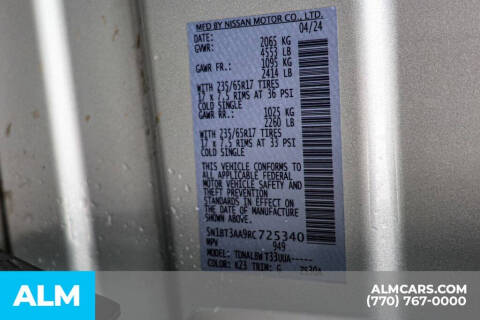 MFD BY NISSAN MOTOR CO., LTD.
DATE: 04/24
GVWR: 2065 KG
4553 LB
GAWR FR.: 1095 KG
2414 LB
WITH 235/65R17 TIRES
17 x 7.5 RIMS AT 36 PSI
COLD SINGLE
GAWR RR.: 1025 KG
2260 LB
WITH 235/65R17 TIRES
17 x 7.5 RIMS AT 33 PSI
COLD SINGLE
THIS VEHICLE CONFORMS TO
ALL APPLICABLE FEDERAL
MOTOR VEHICLE SAFETY AND
THEFT PREVENTION
STANDARDS IN EFFECT ON
THE DATE OF MANUFACTURE
SHOWN ABOVE.
5N1BT3AA9RC725340
MPV 949
MODEL:
COLOR: K23 TRIM: G
ALM
ALMCARS.COM
(770) 767-0000